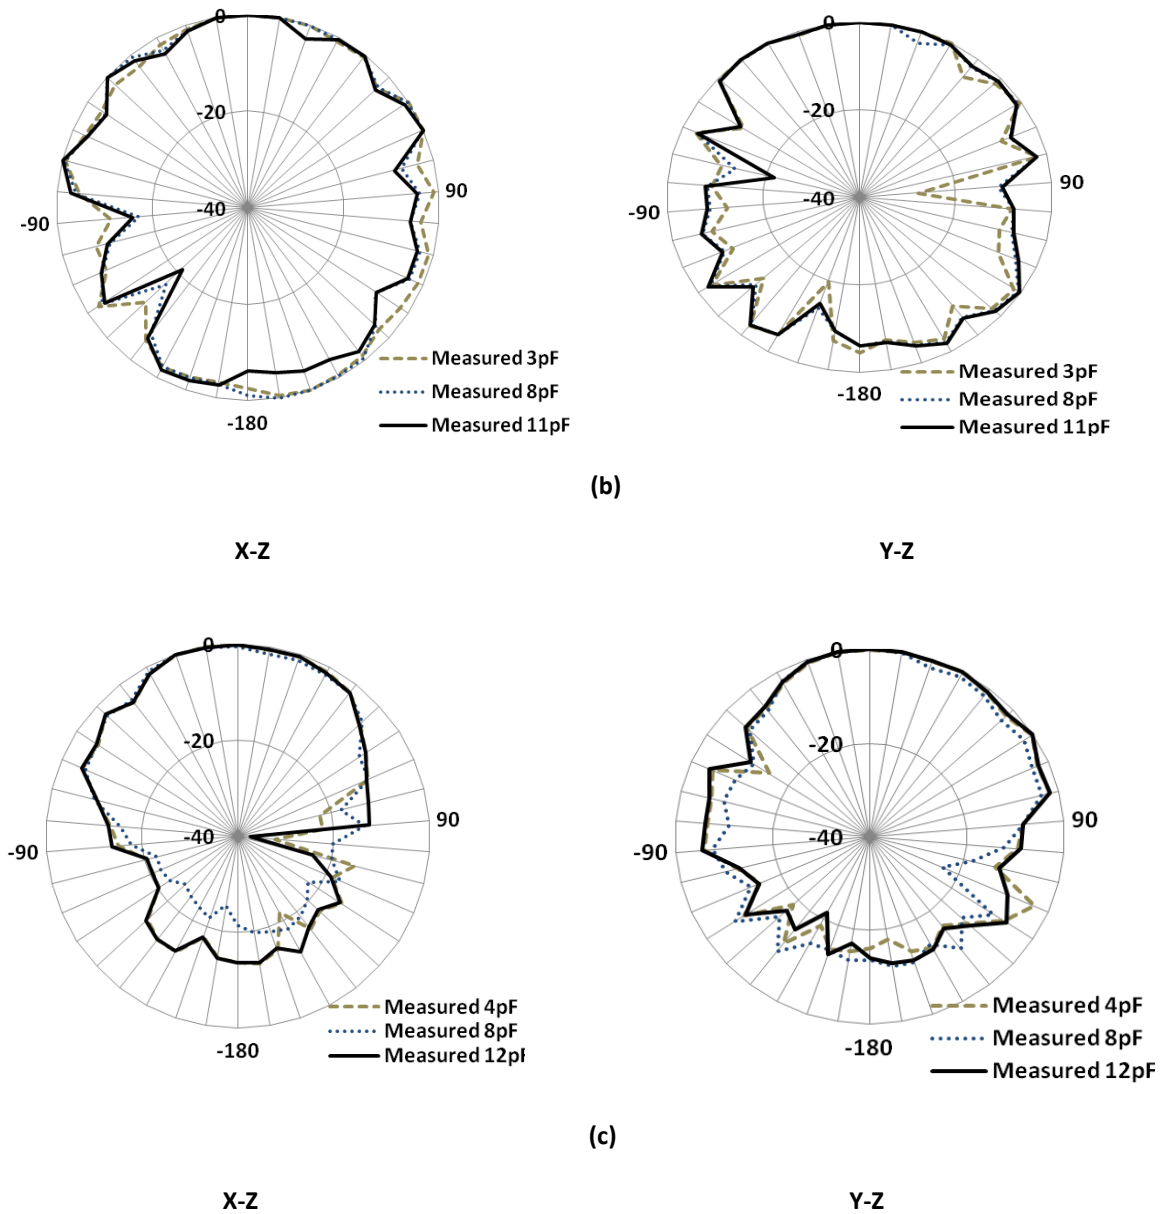 0
-20
-40
90
-90
-180
Measured 3pF
Measured 8pF
Measured 11pF
0
-20
-40
90
-90
-180
Measured 3pF
Measured 8pF
Measured 11pF
(b)
X-Z
Y-Z
0
-20
-40
90
-90
-180
Measured 4pF
Measured 8pF
Measured 12pF
0
-20
-40
90
-90
-180
Measured 4pF
Measured 8pF
Measured 12pF
(c)
X-Z
Y-Z